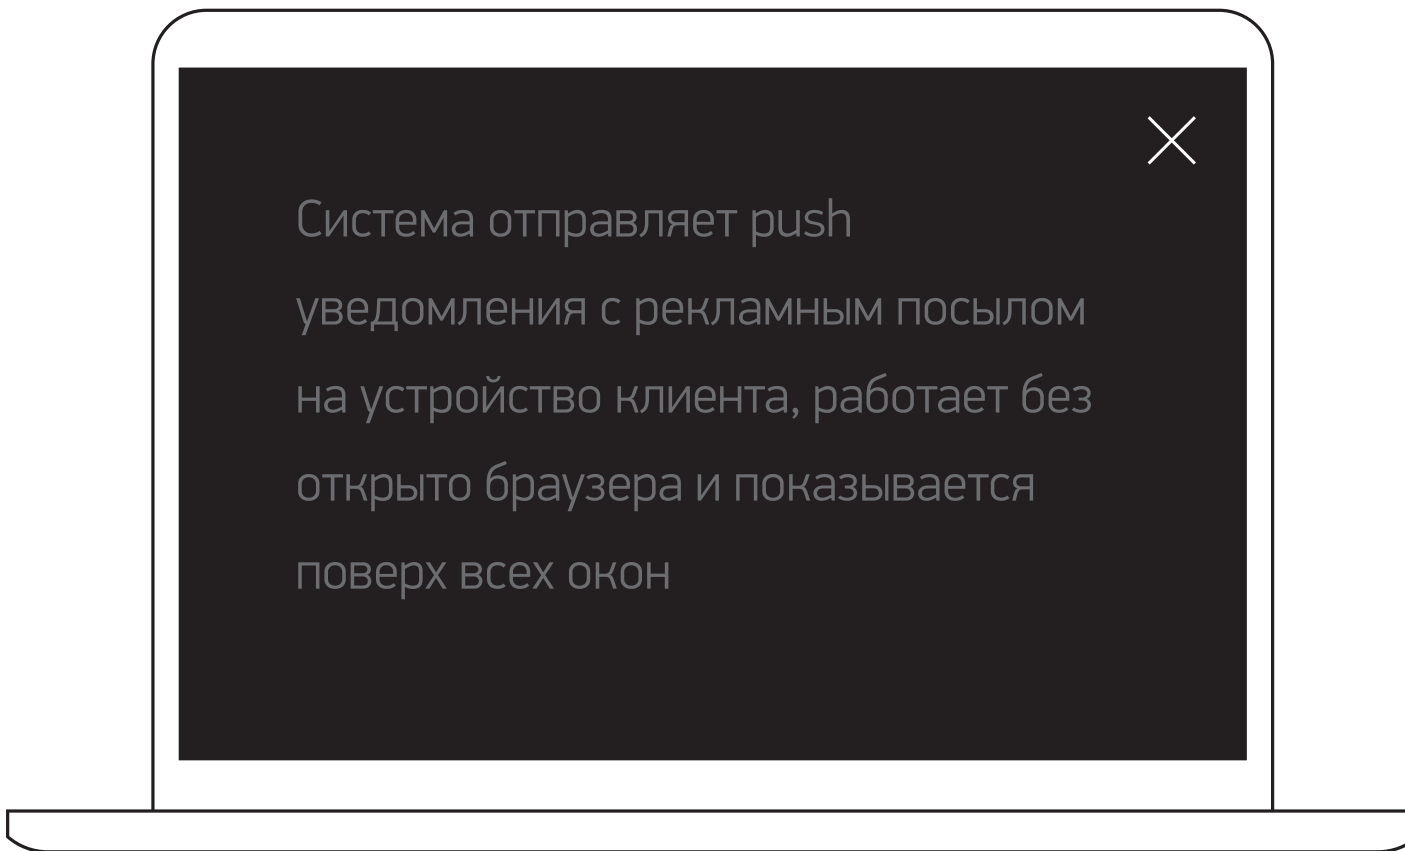 Система отправляет push
уведомления с рекламным посылом
на устройство клиента, работает без
открыто браузера и показывается
поверх всех окон